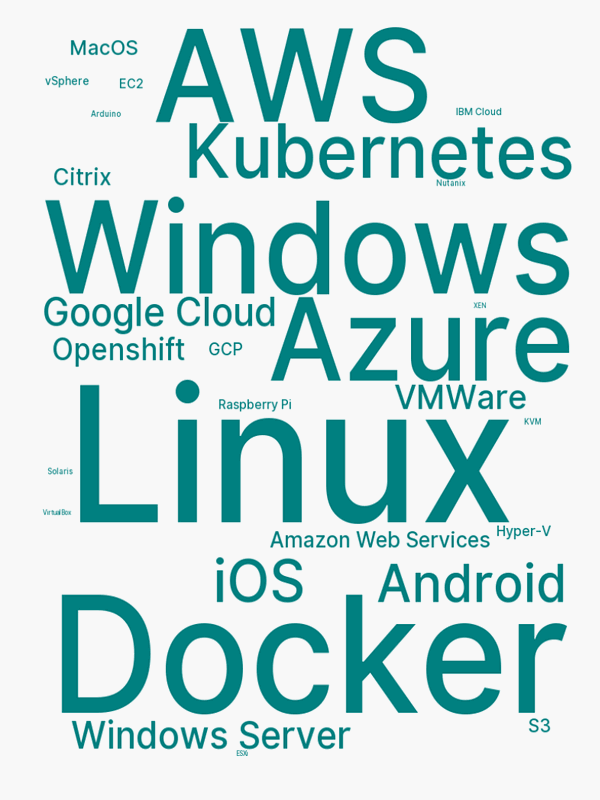 MacOS
AWS
vSphere
EC2
Arduino
IBM Cloud
Kubernetes
Citrix
Nutanix
Windows
Google Cloud
XEN
Azure
Openshift
GCP
VMWare
Linux
Raspberry Pi
KVM
Solaris
VirtualBox
Hyper-V
Amazon Web Services
iOS
Android
Docker
S3
Windows Server
ESXi